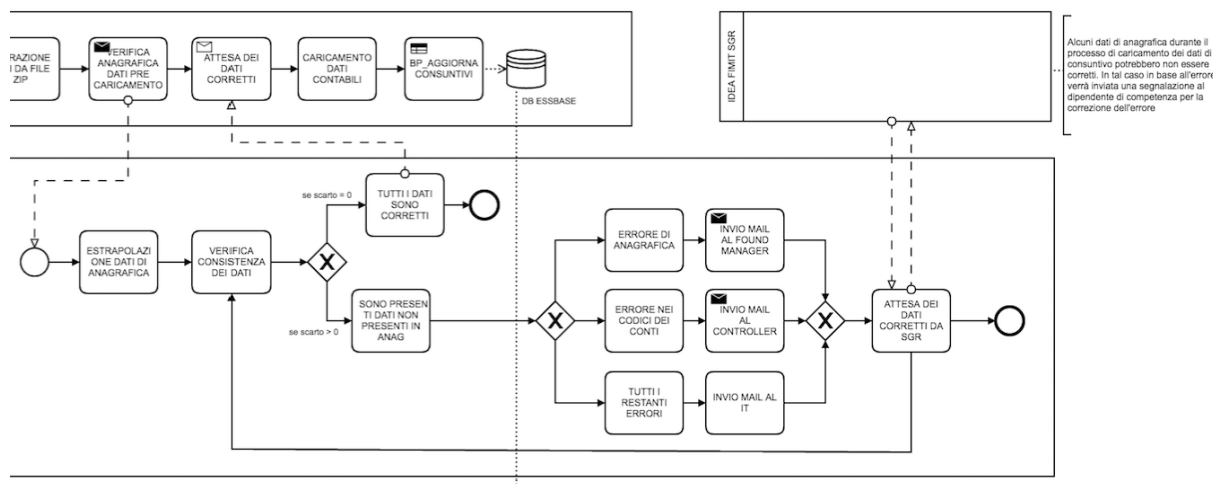 RAZIONE
I DA FILE
ZIP
VERIFICA
ANAGRAFICA
DATI PRE
CARICAMENTO
ATTESA DEI
DATI
CORRETTI
CARICAMENTO
DATI
CONTABILI
BP_AGGIORNA
CONSUNTIVI
DB ESSBASE
IDEA FIMIT SGR
Alcuni dati di anagrafica durante il
processo di caricamento dei dati di
consuntivo potrebbero non essere
corretti. In tal caso in base all'errore
verrà inviata una segnalazione al
dipendente di competenza per la
correzione dell'errore
ESTRAPOLAZI
ONE DATI DI
ANAGRAFICA
VERIFICA
CONSISTENZA
DEI DATI
se scarto = 0
TUTTI I DATI
SONO
CORRETTI
X
se scarto > 0
SONO PRESEN
TI DATI NON
PRESENTI IN
ANAG
X
ERRORE DI
ANAGRAFICA
INVIO MAIL
AL FOUND
MANAGER
ERRORE NEI
CODICI DEI
CONTI
INVIO MAIL
AL
CONTROLLER
TUTTI I
RESTANTI
ERRORI
INVIO MAIL AL
IT
X
ATTESA DEI
DATI
CORRETTI DA
SGR